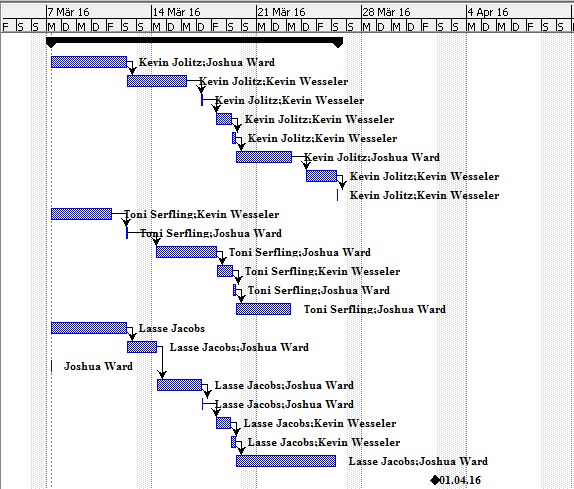 7 Mär 16 14 Mär 16 21 Mär 16 28 Mär 16 4 Apr 16
F S S M D M D F S S M D M D F S S M D M D F S S M D M D F S S M D M D F S S
Kevin Jolitz;Joshua Ward
Kevin Jolitz;Kevin Wesseler
Kevin Jolitz;Kevin Wesseler
Kevin Jolitz;Kevin Wesseler
Kevin Jolitz;Kevin Wesseler
Kevin Jolitz;Joshua Ward
Kevin Jolitz;Kevin Wesseler
Kevin Jolitz;Kevin Wesseler
Toni Serfling;Kevin Wesseler
Toni Serfling;Joshua Ward
Toni Serfling;Joshua Ward
Toni Serfling;Kevin Wesseler
Toni Serfling;Joshua Ward
Toni Serfling;Joshua Ward
Lasse Jacobs
Lasse Jacobs;Joshua Ward
Joshua Ward
Lasse Jacobs;Joshua Ward
Lasse Jacobs;Joshua Ward
Lasse Jacobs;Kevin Wesseler
Lasse Jacobs;Kevin Wesseler
Lasse Jacobs;Joshua Ward
01.04.16